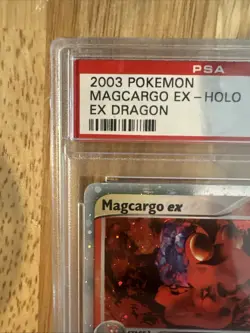 PSA
2003 POKEMON
MAGCARGO EX - HOLO
EX DRAGON
Magcargo ex